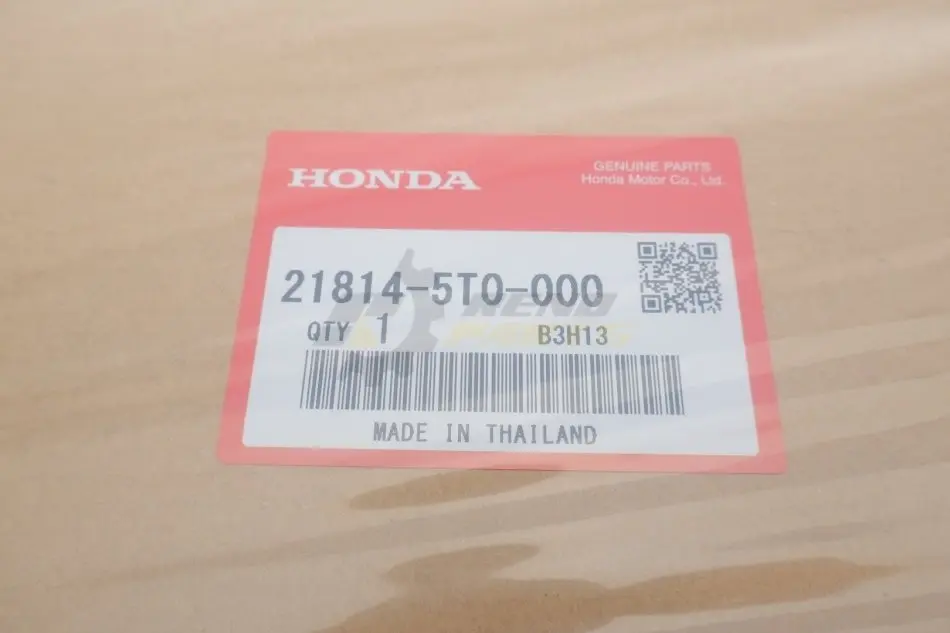 HONDA
GENUINE PARTS
Honda Motor Co., Ltd.
21814-5T0-000
QTY 1 B3H13
MADE IN THAILAND